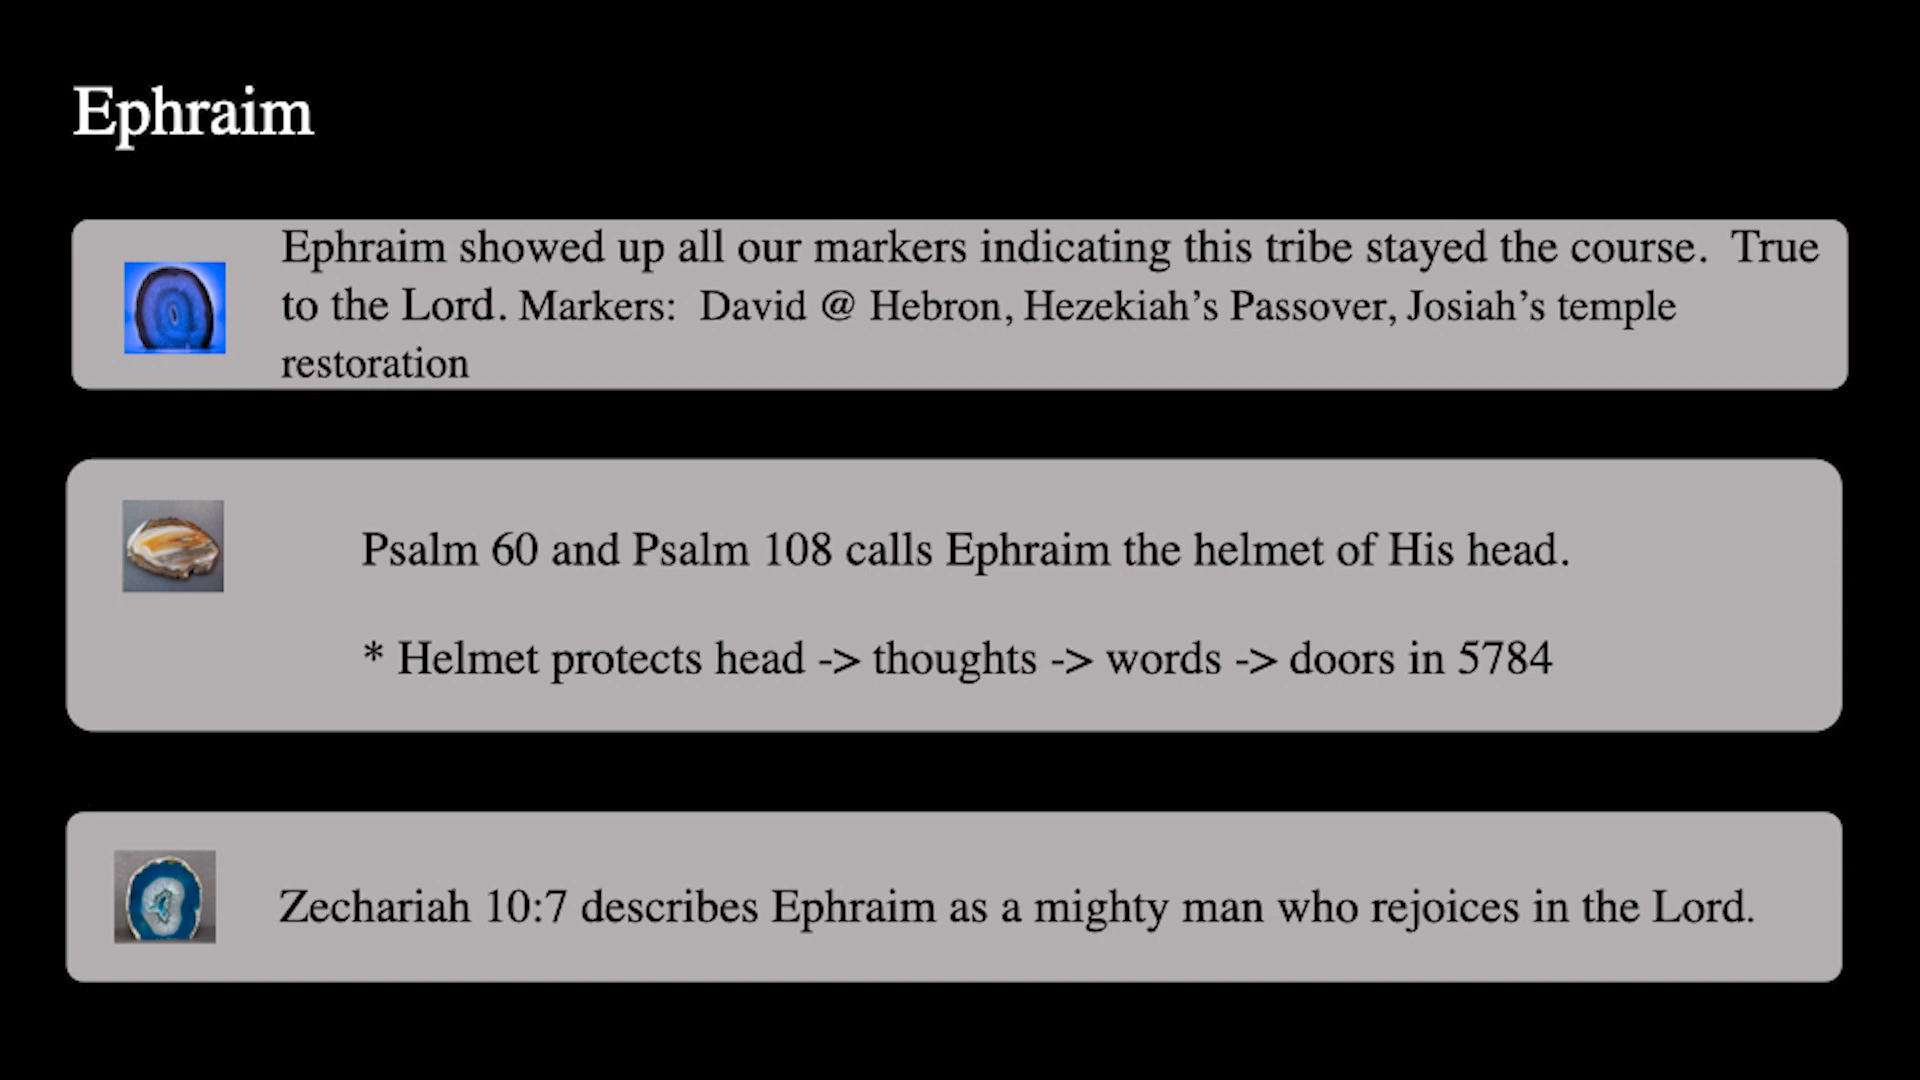 Ephraim
Ephraim showed up all our markers indicating this tribe stayed the course.  True
to the Lord. Markers:  David @ Hebron, Hezekiah’s Passover, Josiah’s temple
restoration
Psalm 60 and Psalm 108 calls Ephraim the helmet of His head.
* Helmet protects head -> thoughts -> words -> doors in 5784
Zechariah 10:7 describes Ephraim as a mighty man who rejoices in the Lord.